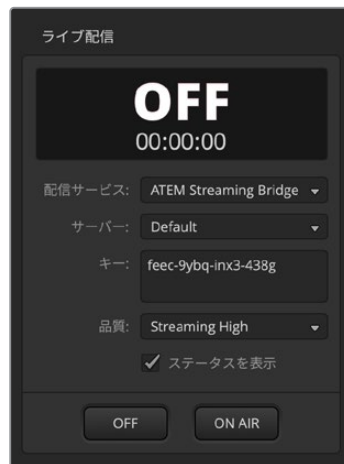 ライブ配信
OFF
00:00:00
配信サービス: ATEM Streaming Bridge
サーバー: Default
キー: feec-9ybq-inx3-438g
品質: Streaming High
ステータスを表示
OFF ON AIR